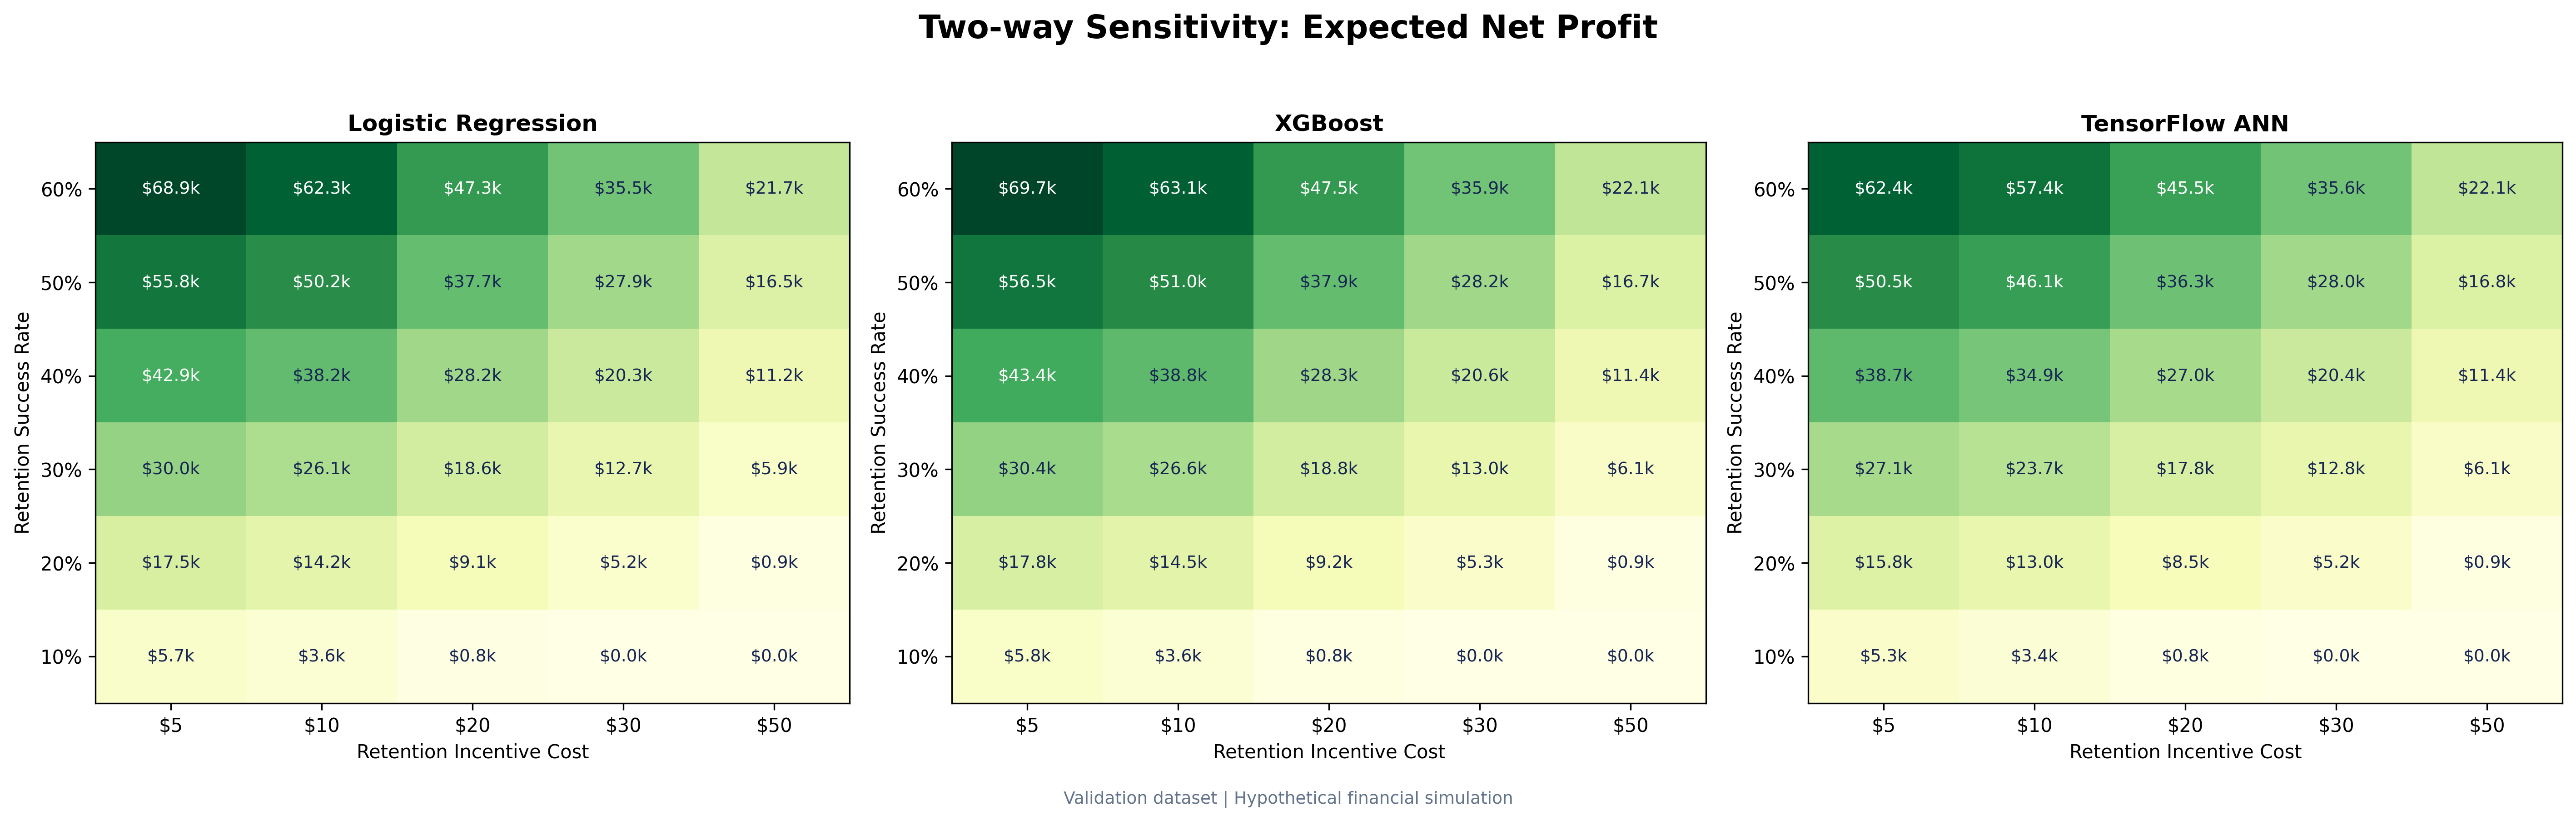 Two-way Sensitivity: Expected Net Profit
Logistic Regression
Retention Success Rate
60% $68.9k $62.3k $47.3k $35.5k $21.7k
50% $55.8k $50.2k $37.7k $27.9k $16.5k
40% $42.9k $38.2k $28.2k $20.3k $11.2k
30% $30.0k $26.1k $18.6k $12.7k $5.9k
20% $17.5k $14.2k $9.1k $5.2k $0.9k
10% $5.7k $3.6k $0.8k $0.0k $0.0k
$5 $10 $20 $30 $50
Retention Incentive Cost
XGBoost
Retention Success Rate
60% $69.7k $63.1k $47.5k $35.9k $22.1k
50% $56.5k $51.0k $37.9k $28.2k $16.7k
40% $43.4k $38.8k $28.3k $20.6k $11.4k
30% $30.4k $26.6k $18.8k $13.0k $6.1k
20% $17.8k $14.5k $9.2k $5.3k $0.9k
10% $5.8k $3.6k $0.8k $0.0k $0.0k
$5 $10 $20 $30 $50
Retention Incentive Cost
TensorFlow ANN
Retention Success Rate
60% $62.4k $57.4k $45.5k $35.6k $22.1k
50% $50.5k $46.1k $36.3k $28.0k $16.8k
40% $38.7k $34.9k $27.0k $20.4k $11.4k
30% $27.1k $23.7k $17.8k $12.8k $6.1k
20% $15.8k $13.0k $8.5k $5.2k $0.9k
10% $5.3k $3.4k $0.8k $0.0k $0.0k
$5 $10 $20 $30 $50
Retention Incentive Cost
Validation dataset | Hypothetical financial simulation